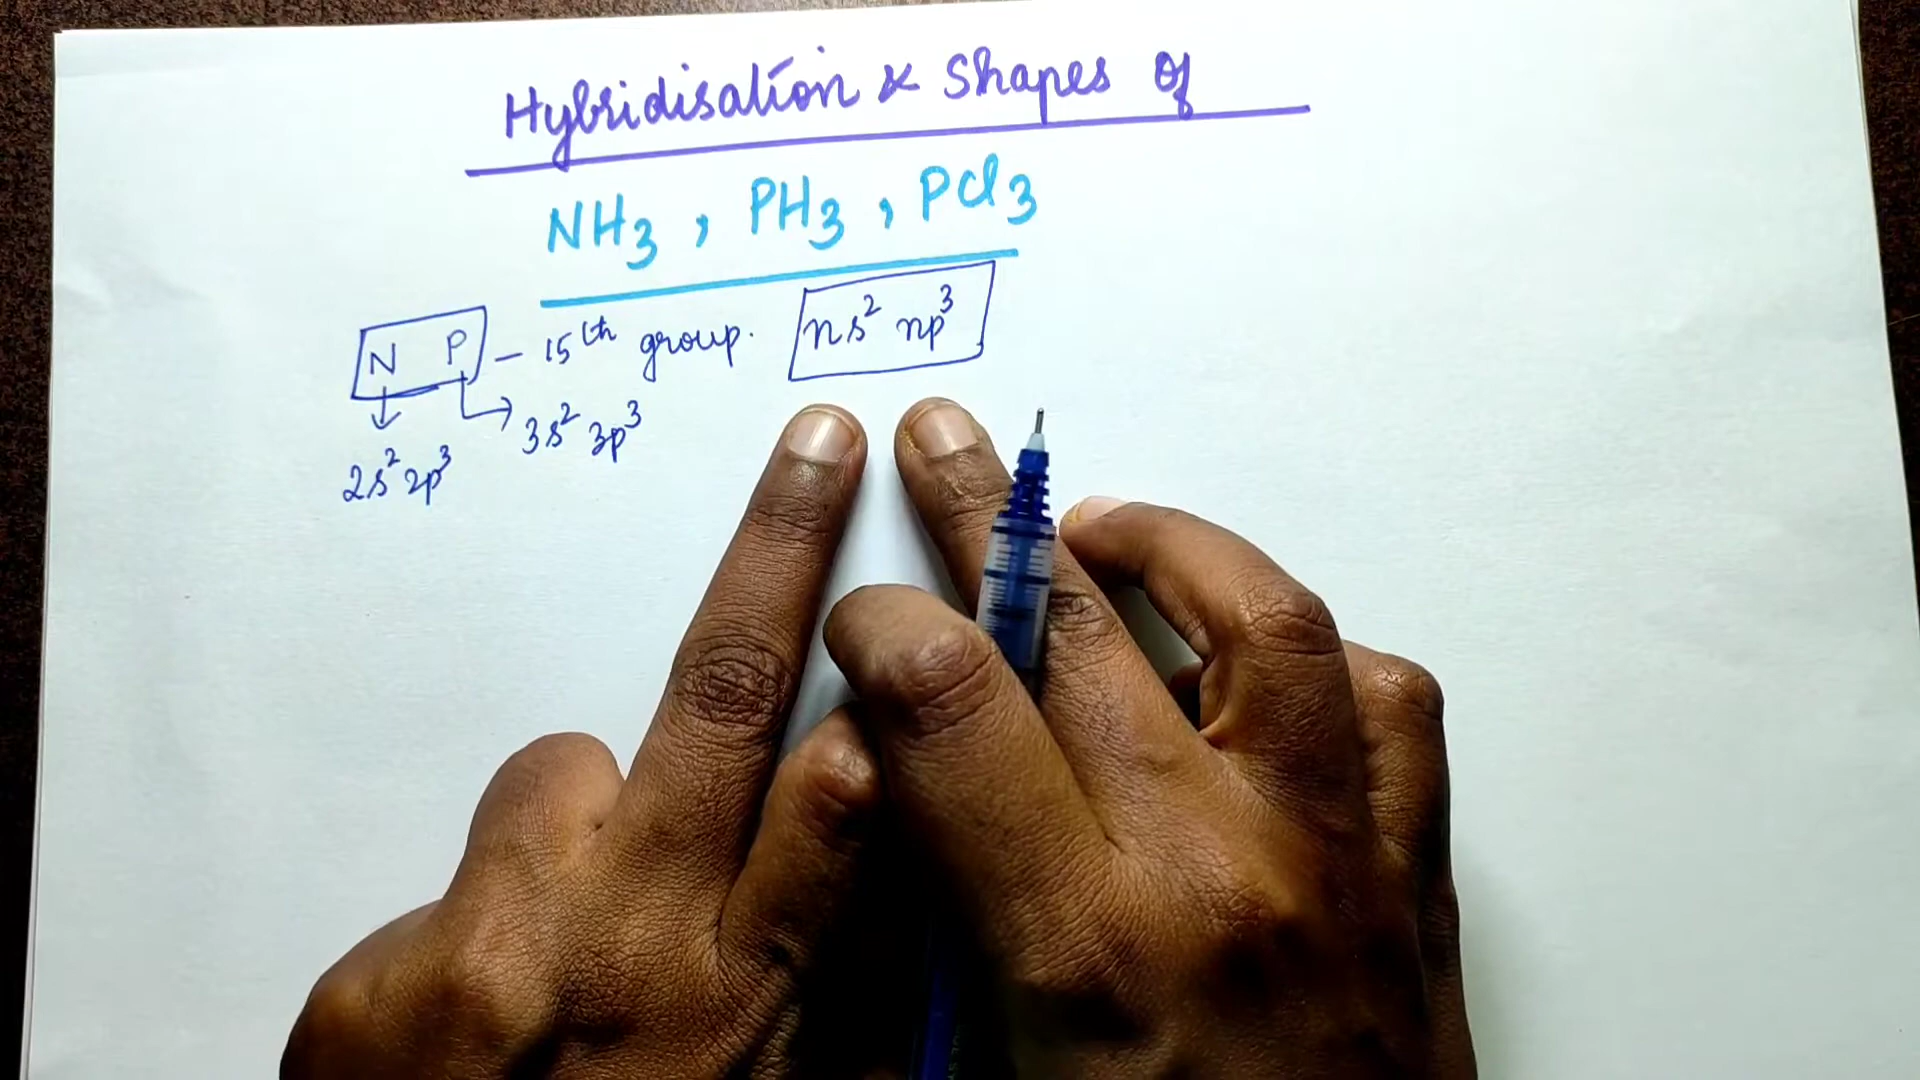 Hybridisation & Shapes of
NH3, PH3, PCl3
N P - 15th group. ns² np³
3s² 3p³
2s² 2p³